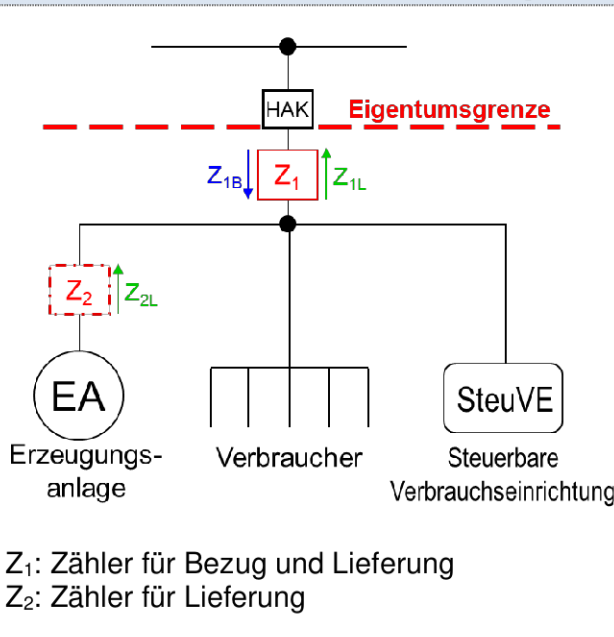 HAK
Eigentumsgrenze
Z1B
Z1
Z1L
Z2
Z2L
EA
SteuVE
Erzeugungs-
anlage
Verbraucher
Steuerbare
Verbrauchseinrichtung
Z1: Zähler für Bezug und Lieferung
Z2: Zähler für Lieferung